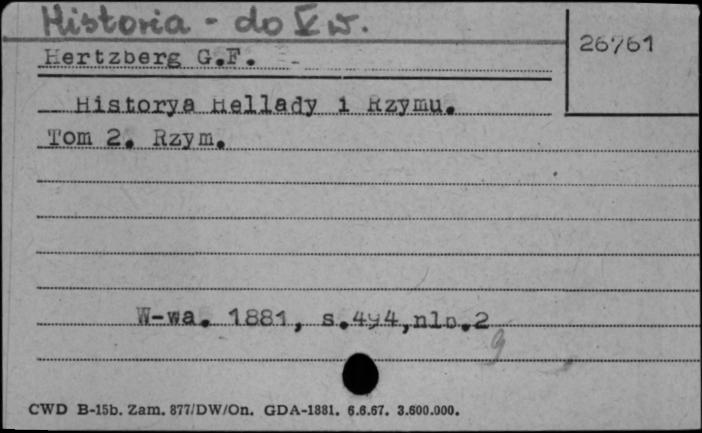 Historia - do V w.
26761
Hertzberg G.F. -
Historya Hellady i Rzymu.
Tom 2. Rzym.
W-wa. 1881, s.494,nlb.2
9
CWD B-15b. Zam. 877/DW/On. GDA-1881. 6.6.67. 3.600.000.